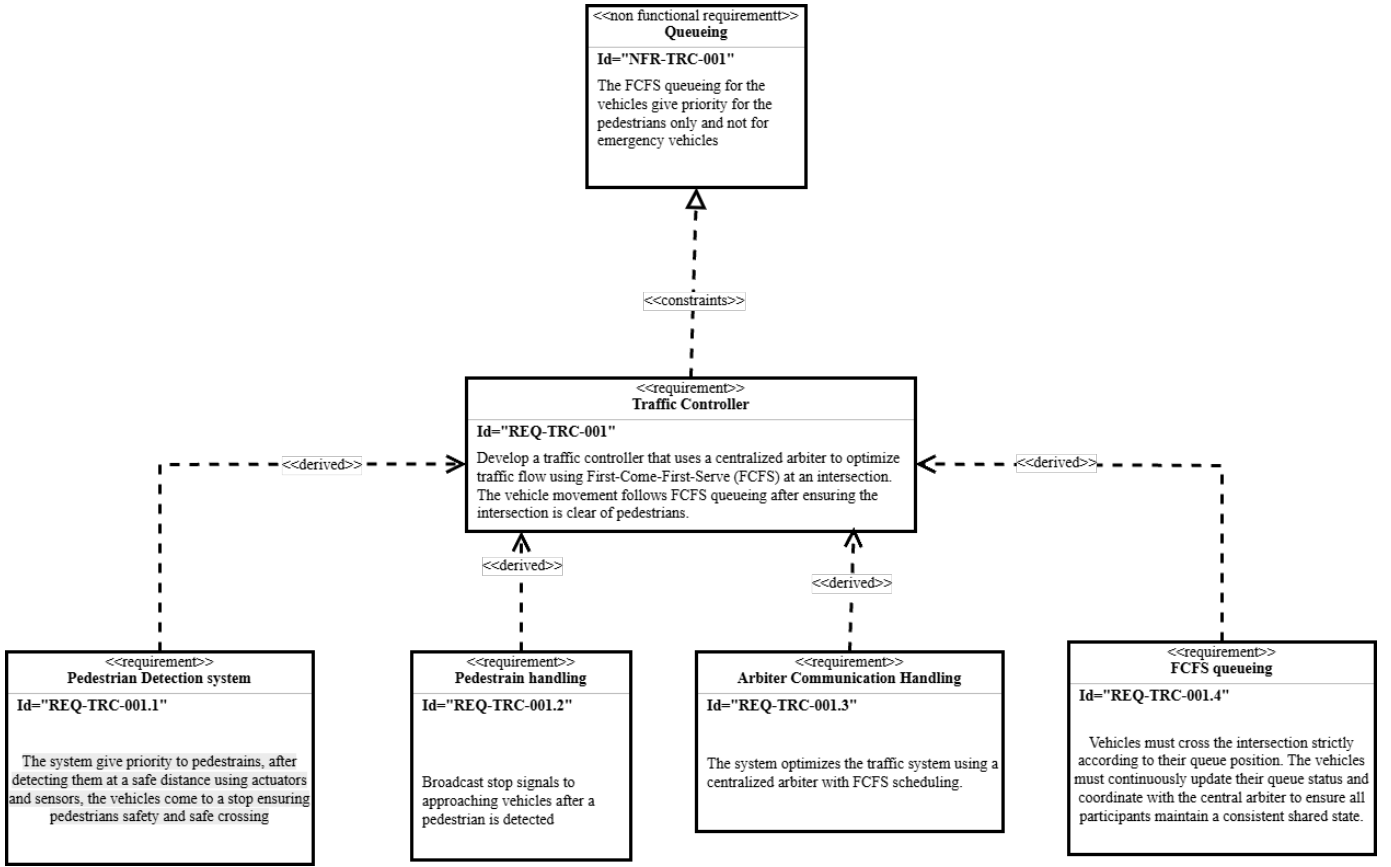 <<non functional requirementt>>
Queueing
Id="NFR-TRC-001"
The FCFS queueing for the
vehicles give priority for the
pedestrians only and not for
emergency vehicles
<<constraints>>
<<requirement>>
Traffic Controller
Id="REQ-TRC-001"
Develop a traffic controller that uses a centralized arbiter to optimize
traffic flow using First-Come-First-Serve (FCFS) at an intersection.
The vehicle movement follows FCFS queueing after ensuring the
intersection is clear of pedestrians.
<<derived>>
<<derived>>
<<derived>>
<<derived>>
<<requirement>>
Pedestrian Detection system
Id="REQ-TRC-001.1"
The system give priority to pedestrains, after
detecting them at a safe distance using actuators
and sensors, the vehicles come to a stop ensuring
pedestrians safety and safe crossing
<<requirement>>
Pedestrain handling
Id="REQ-TRC-001.2"
Broadcast stop signals to
approaching vehicles after a
pedestrian is detected
<<requirement>>
Arbiter Communication Handling
Id="REQ-TRC-001.3"
The system optimizes the traffic system using a
centralized arbiter with FCFS scheduling.
<<requirement>>
FCFS queueing
Id="REQ-TRC-001.4"
Vehicles must cross the intersection strictly
according to their queue position. The vehicles
must continuously update their queue status and
coordinate with the central arbiter to ensure all
participants maintain a consistent shared state.